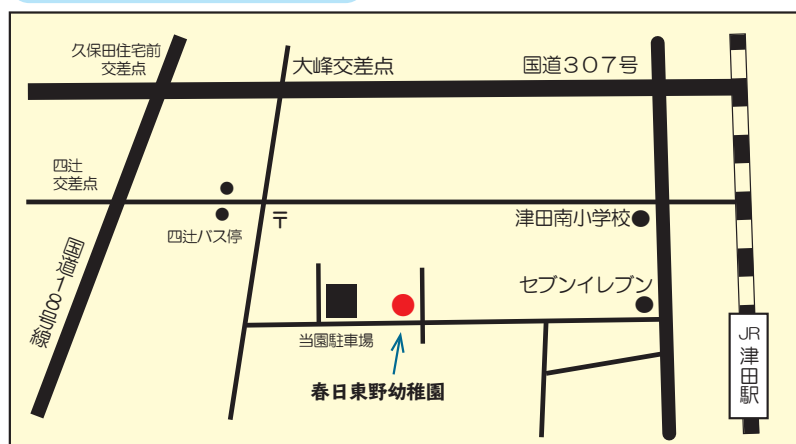 久保田住宅前
交差点
大峰交差点
国道307号
四辻
交差点
〒
四辻バス停
津田南小学校
国道18号線
セブンイレブン
当園駐車場
JR
津田駅
春日東野幼稚園